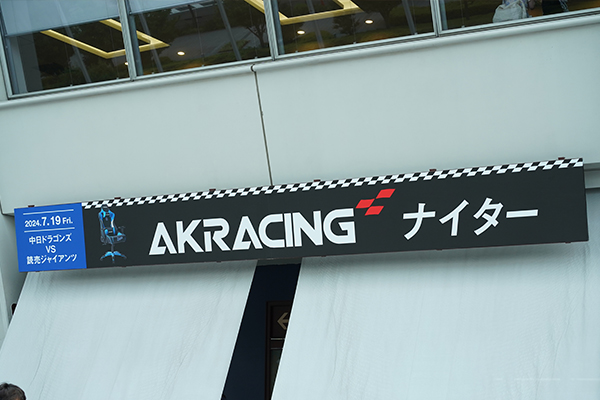 2024.7.19 Fri.
中日ドラゴンズ
VS
読売ジャイアンツ
AKRACING ナイター